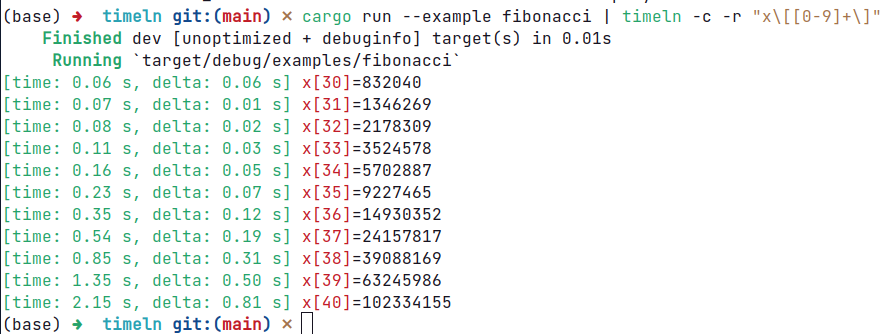 (base) ➜ timeln git:(main) ✕ cargo run --example fibonacci | timeln -c -r "x\[[0-9]+\]"
Finished dev [unoptimized + debuginfo] target(s) in 0.01s
Running `target/debug/examples/fibonacci`
[time: 0.06 s, delta: 0.06 s] x[30]=832040
[time: 0.07 s, delta: 0.01 s] x[31]=1346269
[time: 0.08 s, delta: 0.02 s] x[32]=2178309
[time: 0.11 s, delta: 0.03 s] x[33]=3524578
[time: 0.16 s, delta: 0.05 s] x[34]=5702887
[time: 0.23 s, delta: 0.07 s] x[35]=9227465
[time: 0.35 s, delta: 0.12 s] x[36]=14930352
[time: 0.54 s, delta: 0.19 s] x[37]=24157817
[time: 0.85 s, delta: 0.31 s] x[38]=39088169
[time: 1.35 s, delta: 0.50 s] x[39]=63245986
[time: 2.15 s, delta: 0.81 s] x[40]=102334155
(base) ➜ timeln git:(main) ✕